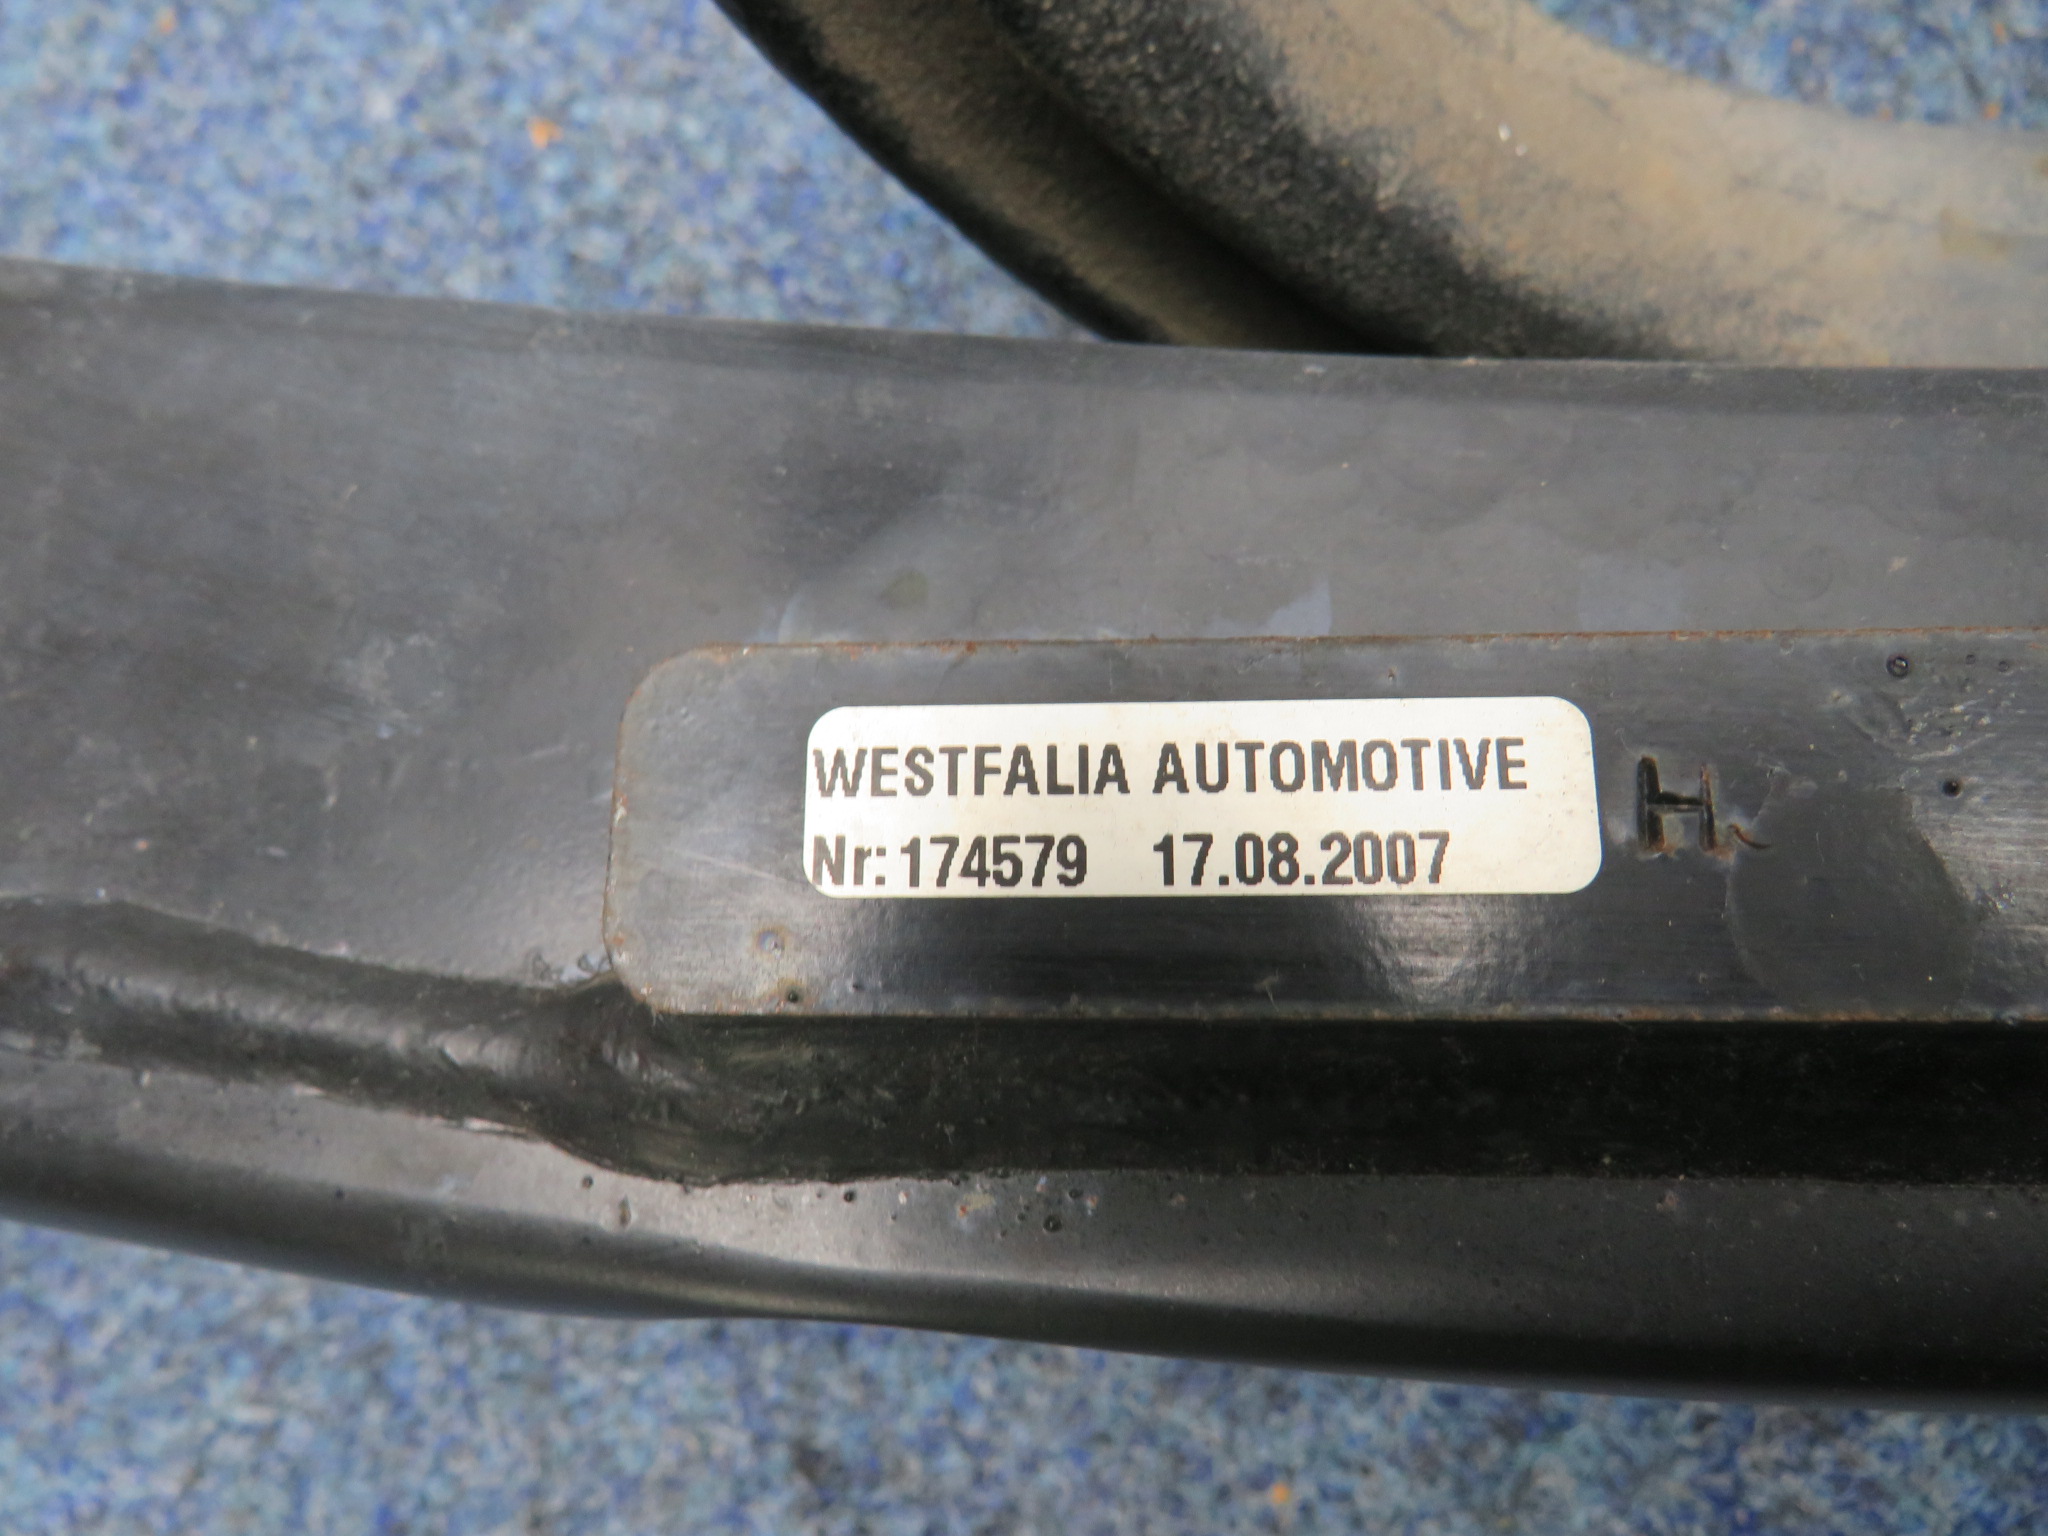 WESTFALIA AUTOMOTIVE
Nr: 174579 17.08.2007
H